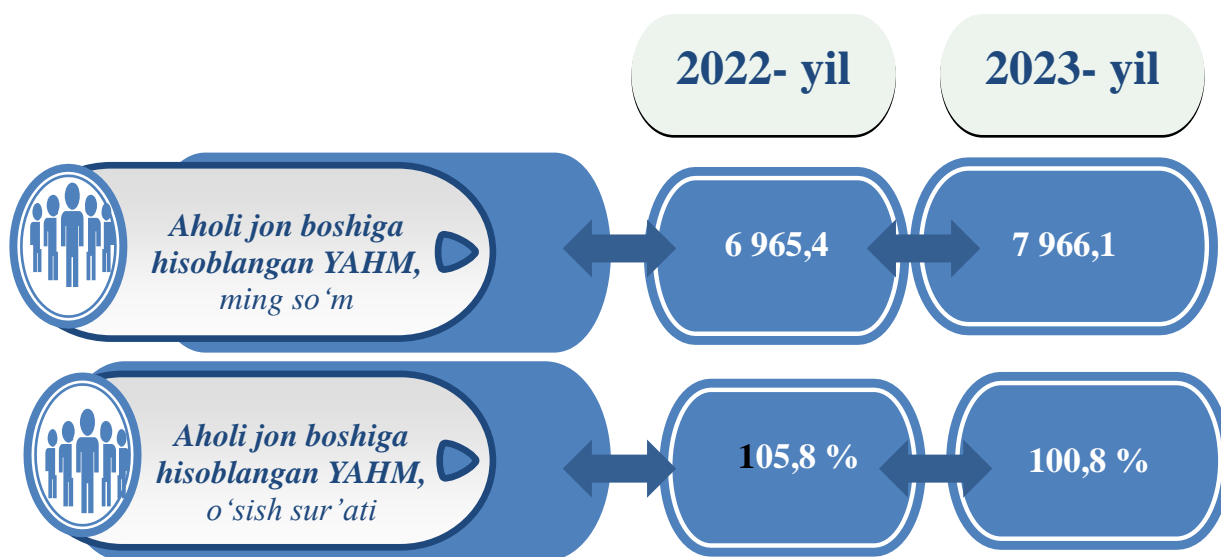 2022- yil
2023- yil
Aholi jon boshiga
hisoblangan YAHM,
ming so‘m
6 965,4
7 966,1
Aholi jon boshiga
hisoblangan YAHM,
o‘sish sur’ati
105,8 %
100,8 %